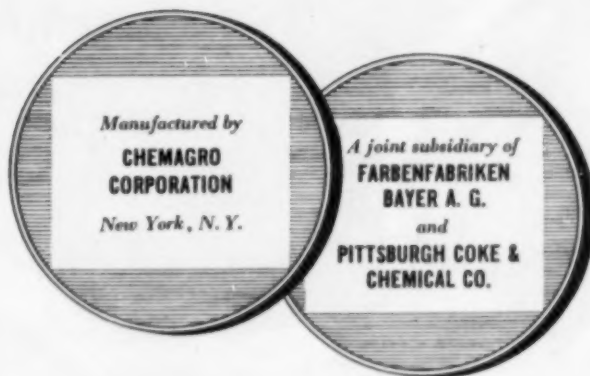 Manufactured by
CHEMAGRO
CORPORATION
New York, N. Y.
A joint subsidiary of
FARBENFABRIKEN
BAYER A. G.
and
PITTSBURGH COKE &
CHEMICAL CO.